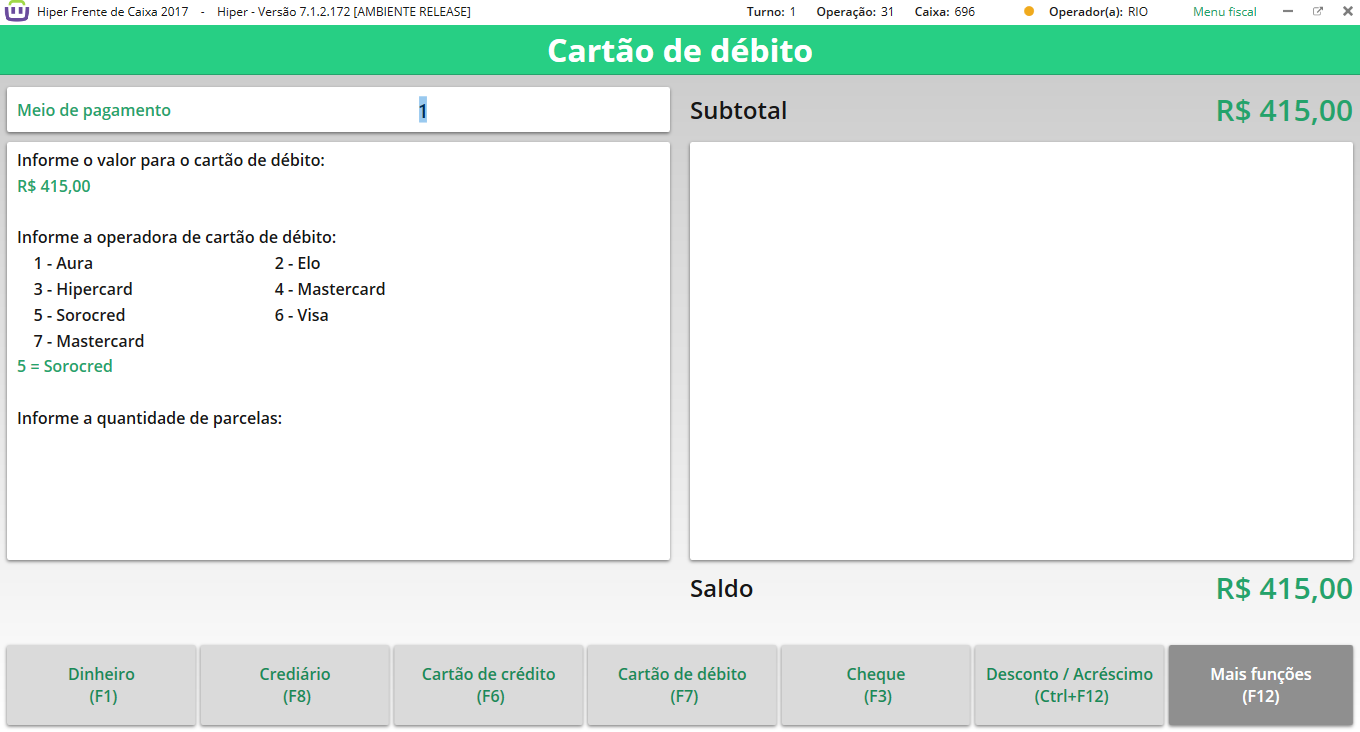 Hiper Frente de Caixa 2017 - Hiper - Versão 7.1.2.172 [AMBIENTE RELEASE] Turno: 1 Operação: 31 Caixa: 696 Operador(a): RIO Menu fiscal
Cartão de débito
Meio de pagamento 1
Subtotal R$ 415,00
Informe o valor para o cartão de débito:
R$ 415,00
Informe a operadora de cartão de débito:
1 - Aura 2 - Elo
3 - Hipercard 4 - Mastercard
5 - Sorocred 6 - Visa
7 - Mastercard
5 = Sorocred
Informe a quantidade de parcelas:
Saldo R$ 415,00
Dinheiro Crediário Cartão de crédito Cartão de débito Cheque Desconto / Acréscimo Mais funções
(F1) (F8) (F6) (F7) (F3) (Ctrl+F12) (F12)